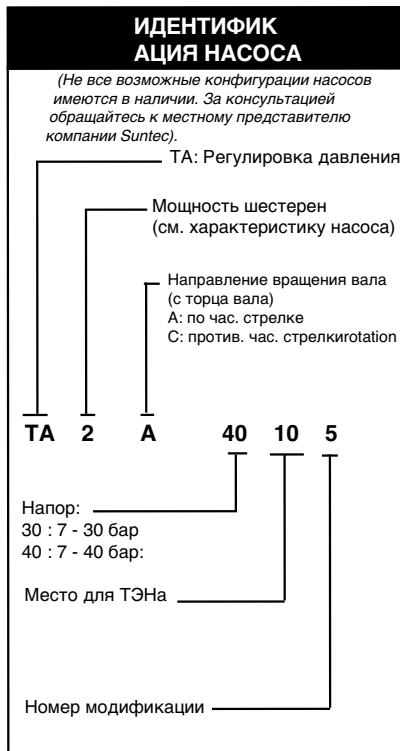 ИДЕНТИФИК
АЦИЯ НАСОСА
(Не все возможные конфигурации насосов
имеются в наличии. За консультацией
обращайтесь к местному представителю
компании Suntec).
ТА: Регулировка давления
Мощность шестерен
(см. характеристику насоса)
Направление вращения вала
(с торца вала)
А: по час. стрелке
С: против. час. стрелкиrotation
TA 2 A 40 10 5
Напор:
30 : 7 - 30 бар
40 : 7 - 40 бар:
Место для ТЭНа
Номер модификации